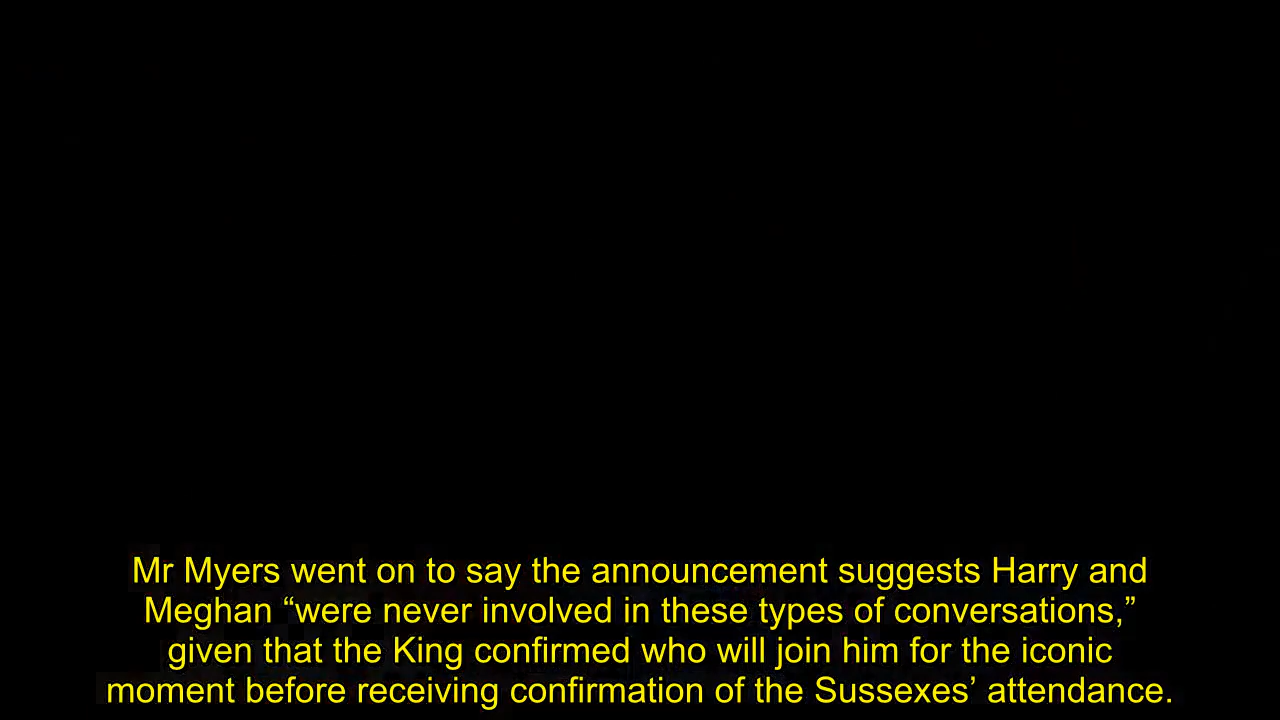 Mr Myers went on to say the announcement suggests Harry and
Meghan “were never involved in these types of conversations,”
given that the King confirmed who will join him for the iconic
moment before receiving confirmation of the Sussexes’ attendance.